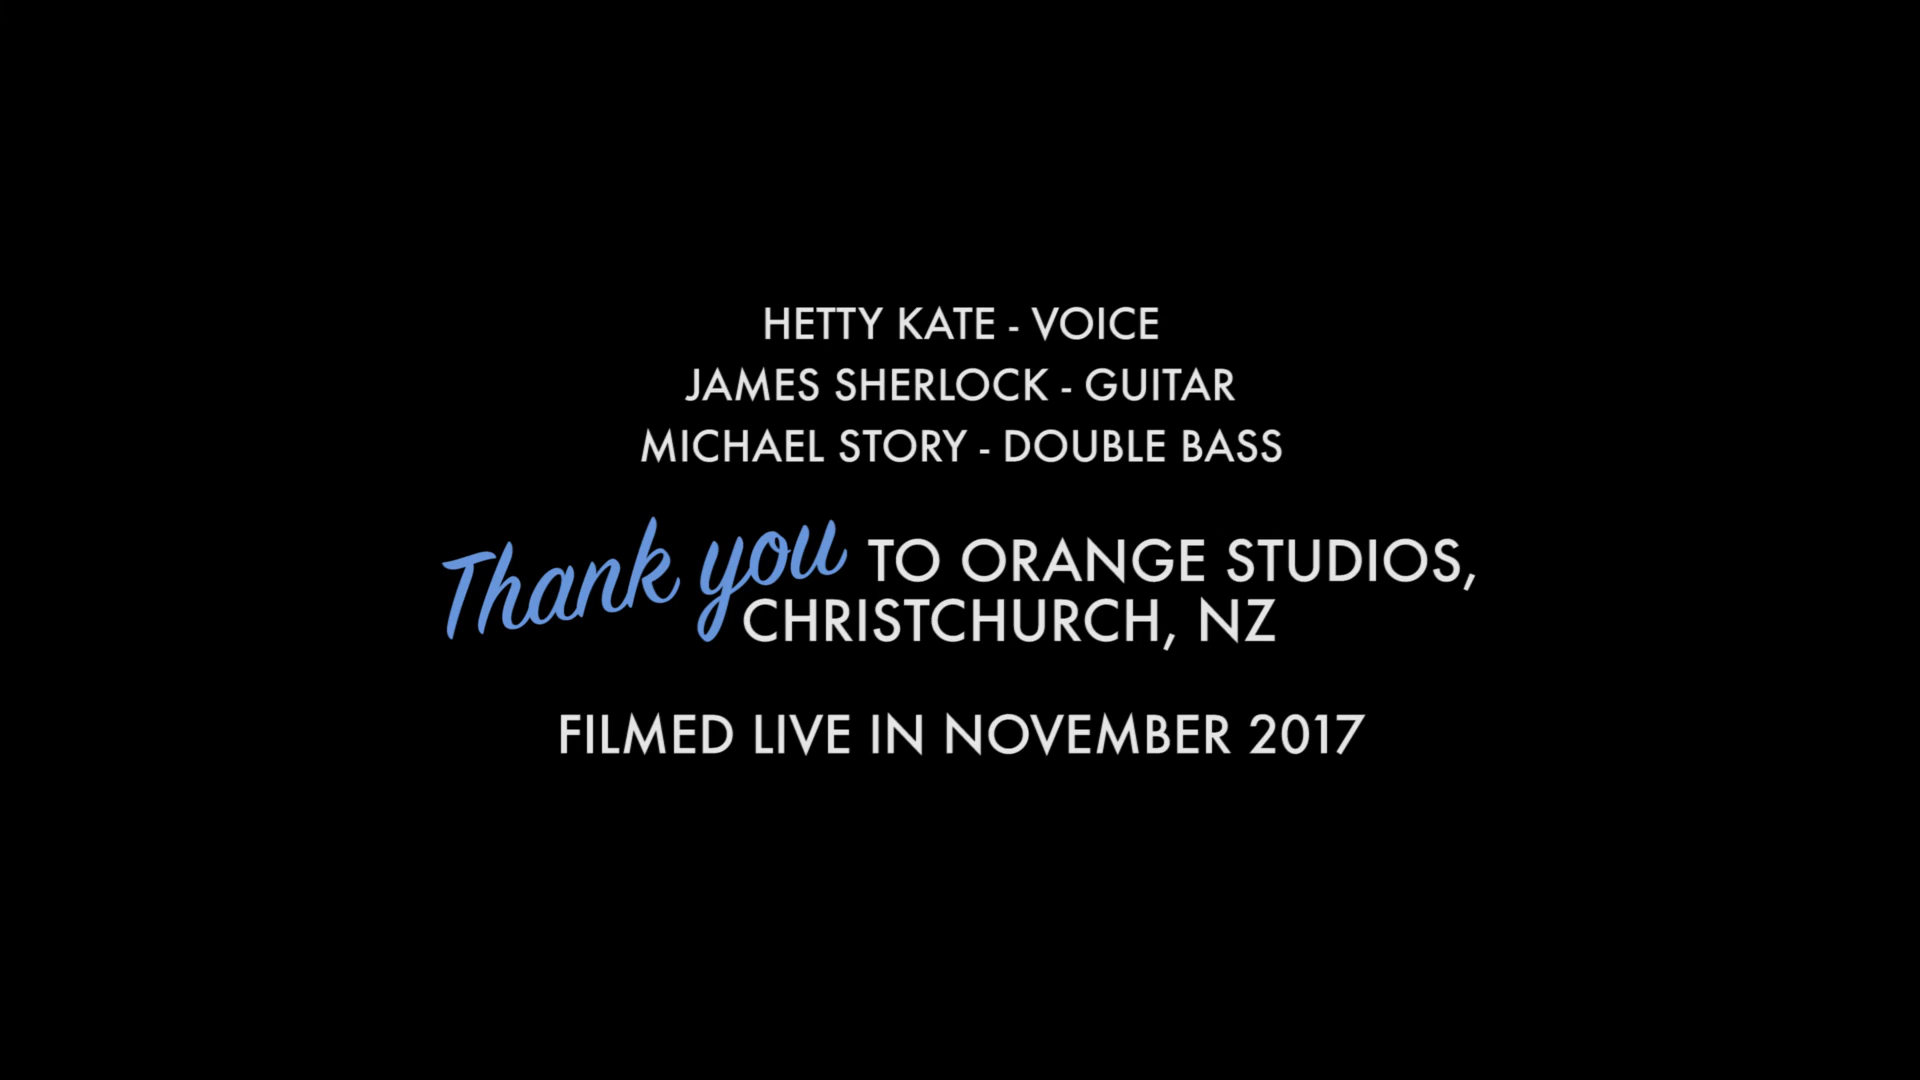 HETTY KATE - VOICE
JAMES SHERLOCK - GUITAR
MICHAEL STORY - DOUBLE BASS
Thank you TO ORANGE STUDIOS,
CHRISTCHURCH, NZ
FILMED LIVE IN NOVEMBER 2017